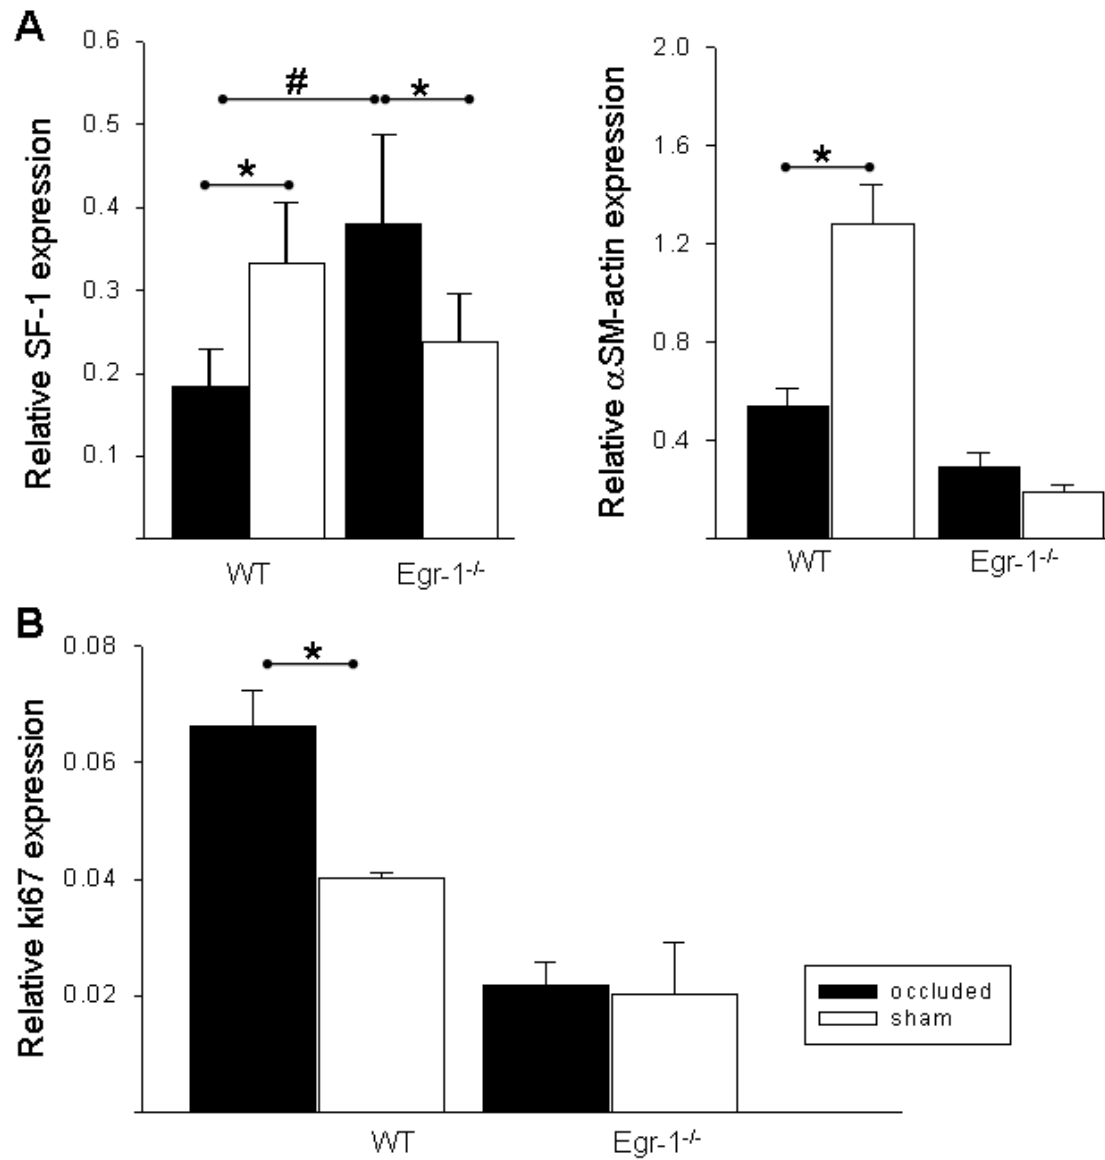 A
Relative SF-1 expression
0.6
0.5
0.4
0.3
0.2
0.1
#
*
*
WT
Egr-1-/-
Relative αSM-actin expression
2.0
1.6
1.2
0.8
0.4
*
WT
Egr-1-/-
B
Relative ki67 expression
0.08
0.06
0.04
0.02
*
WT
Egr-1-/-
occluded
sham